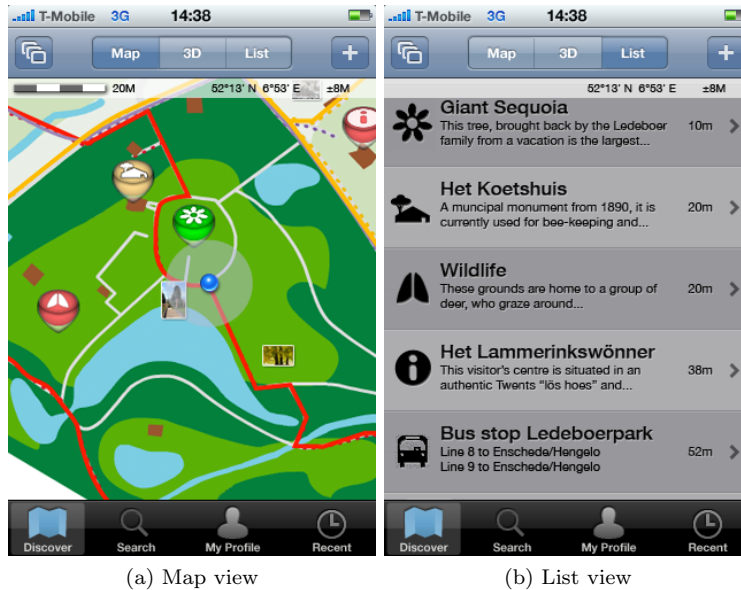 T-Mobile 3G 14:38
Map 3D List +
20M 52°13' N 6°53' E ±8M
Discover Search My Profile Recent
(a) Map view
T-Mobile 3G 14:38
Map 3D List +
52°13' N 6°53' E ±8M
Giant Sequoia
This tree, brought back by the Ledeboer 10m
family from a vacation is the largest...
Het Koetshuis
A muncipal monument from 1890, it is 20m
currently used for bee-keeping and...
Wildlife
These grounds are home to a group of 20m
deer, who graze around...
Het Lammerinkswönner
This visitor's centre is situated in an 38m
authentic Twents "lös hoes" and...
Bus stop Ledeboerpark
Line 8 to Enschede/Hengelo 52m
Line 9 to Enschede/Hengelo
Discover Search My Profile Recent
(b) List view